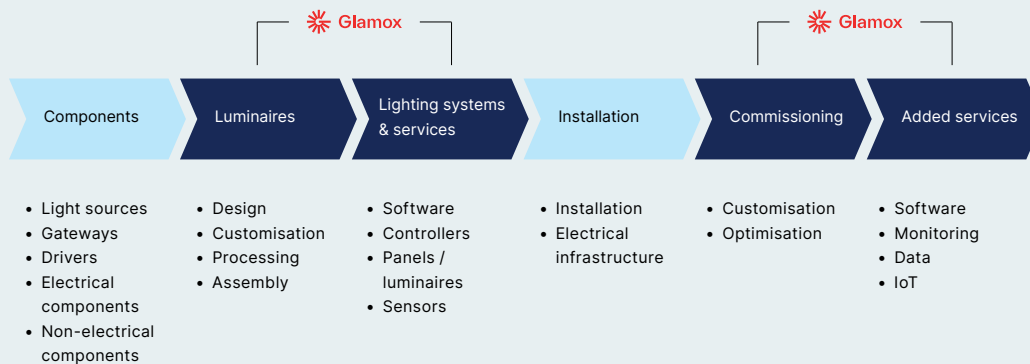 Glamox
Glamox
Components
Luminaires
Lighting systems
& services
Installation
Commissioning
Added services
• Light sources
• Gateways
• Drivers
• Electrical
components
• Non-electrical
components
• Design
• Customisation
• Processing
• Assembly
• Software
• Controllers
• Panels /
luminaires
• Sensors
• Installation
• Electrical
infrastructure
• Customisation
• Optimisation
• Software
• Monitoring
• Data
• IoT